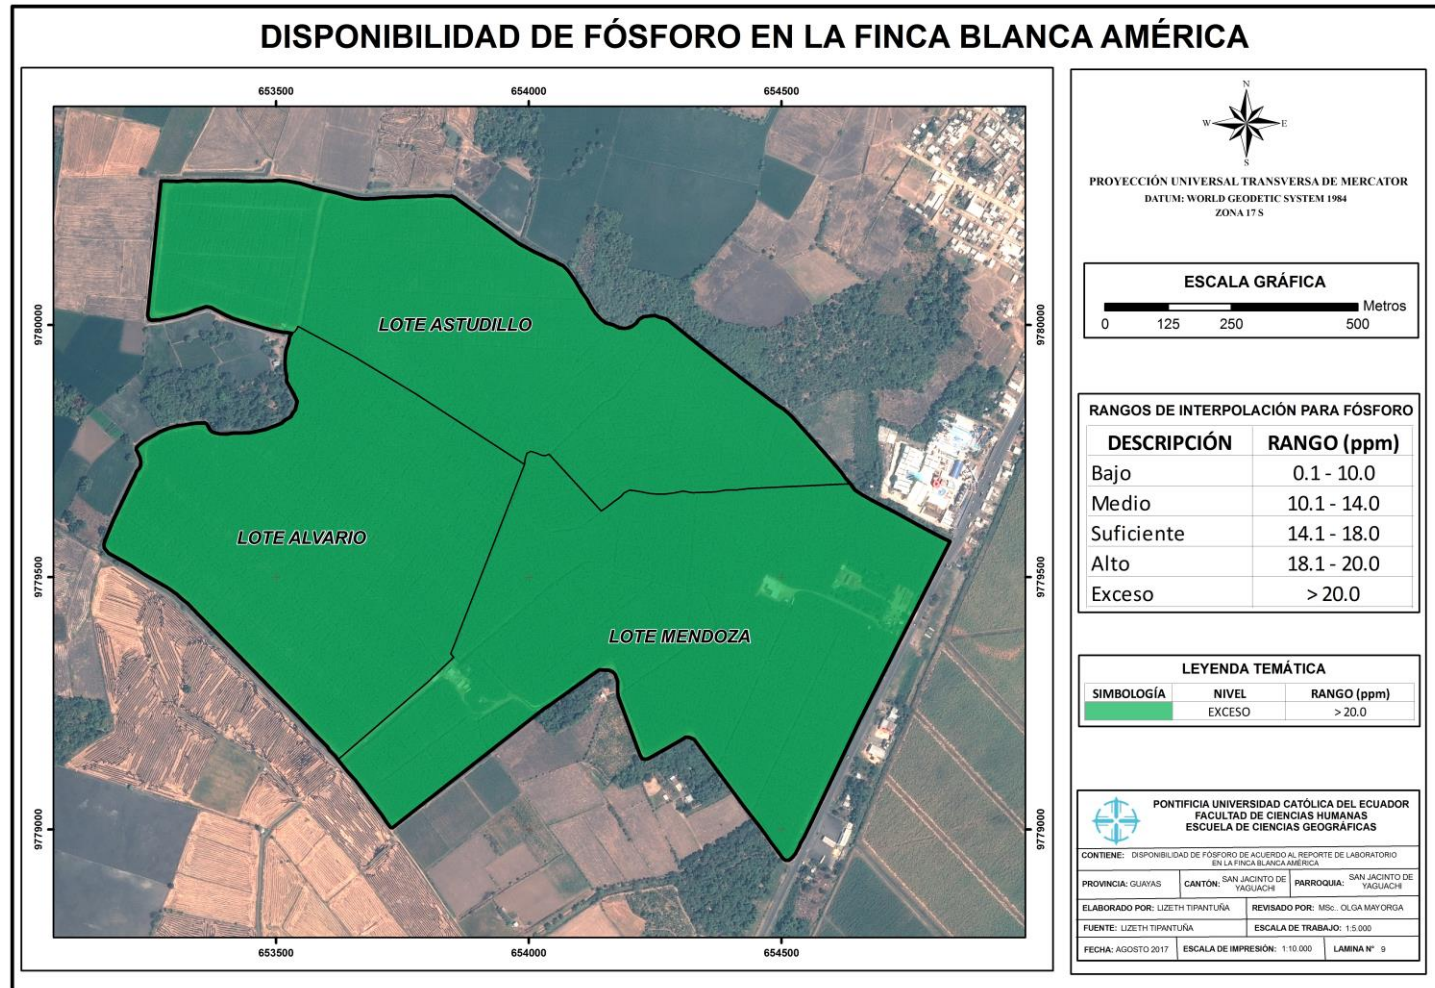 DISPONIBILIDAD DE FÓSFORO EN LA FINCA BLANCA AMÉRICA
653500
654000
654500
9780000
9779500
9779000
9780000
9779500
9779000
653500
654000
654500
LOTE ASTUDILLO
LOTE ALVARIO
LOTE MENDOZA
N
W
E
S
PROYECCIÓN UNIVERSAL TRANSVERSA DE MERCATOR
DATUM: WORLD GEODETIC SYSTEM 1984
ZONA 17 S
ESCALA GRÁFICA
Metros
0 125 250 500
RANGOS DE INTERPOLACIÓN PARA FÓSFORO
DESCRIPCIÓN RANGO (ppm)
Bajo 0.1 - 10.0
Medio 10.1 - 14.0
Suficiente 14.1 - 18.0
Alto 18.1 - 20.0
Exceso > 20.0
LEYENDA TEMÁTICA
SIMBOLOGÍA NIVEL RANGO (ppm)
EXCESO > 20.0
PONTIFICIA UNIVERSIDAD CATÓLICA DEL ECUADOR
FACULTAD DE CIENCIAS HUMANAS
ESCUELA DE CIENCIAS GEOGRÁFICAS
CONTIENE: DISPONIBILIDAD DE FÓSFORO DE ACUERDO AL REPORTE DE LABORATORIO
EN LA FINCA BLANCA AMÉRICA
PROVINCIA: GUAYAS
CANTÓN: SAN JACINTO DE
YAGUACHI
PARROQUIA: SAN JACINTO DE
YAGUACHI
ELABORADO POR: LIZETH TIPANTUÑA
REVISADO POR: MSc.. OLGA MAYORGA
FUENTE: LIZETH TIPANTUÑA
ESCALA DE TRABAJO: 1:5.000
FECHA: AGOSTO 2017
ESCALA DE IMPRESIÓN: 1:10.000
LAMINA N° 9